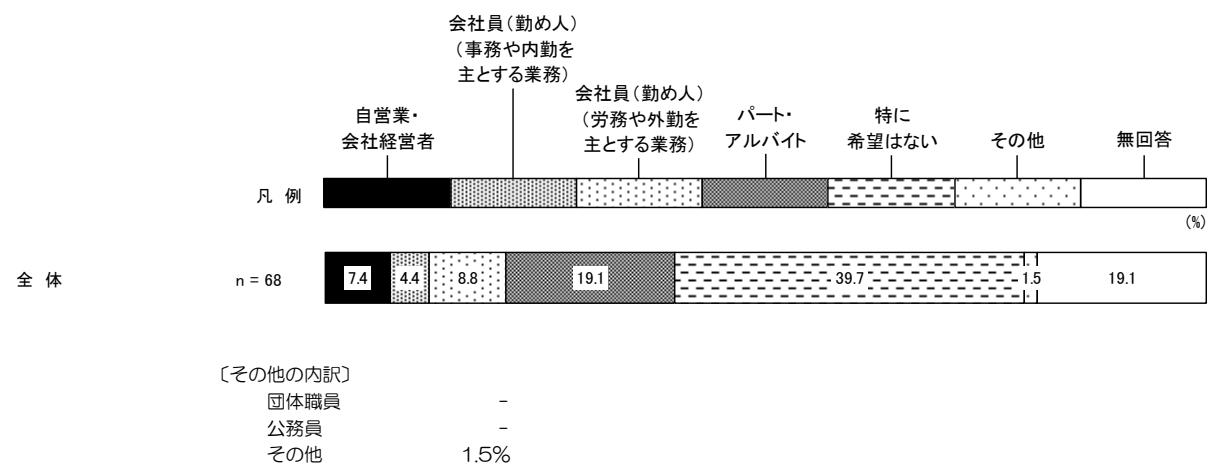 会社員（勤め人）
（事務や内勤を
主とする業務）
会社員（勤め人）
（労務や外勤を
主とする業務）
自営業・
会社経営者
パート・
アルバイト
特に
希望はない
その他
無回答
凡 例
(%)
全 体
n = 68
7.4 4.4 8.8 19.1 39.7 1.5 19.1
〔その他の内訳〕
団体職員 -
公務員 -
その他 1.5%